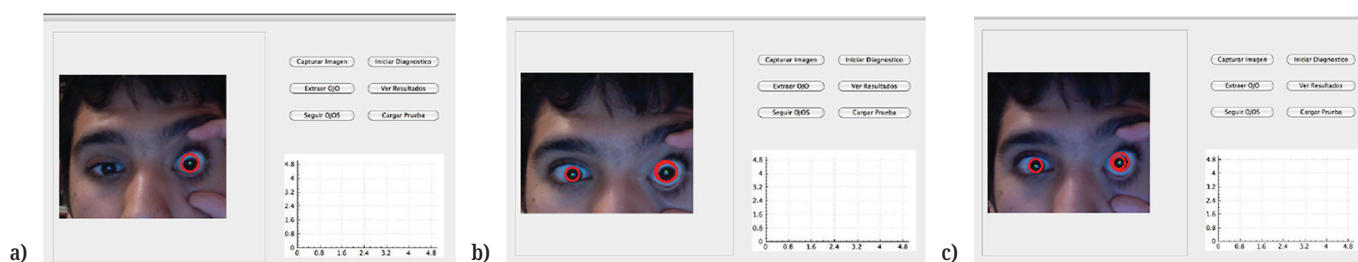 Capturar Imagen Iniciar Diagnostico
Extraer OJO Ver Resultados
Seguir OJOS Cargar Prueba
4.8
4
3.2
2.4
1.6
0.8
0
0 0.8 1.6 2.4 3.2 4 4.8
a)
Capturar Imagen Iniciar Diagnostico
Extraer OJO Ver Resultados
Seguir OJOS Cargar Prueba
4.8
4
3.2
2.4
1.6
0.8
0
0 0.8 1.6 2.4 3.2 4 4.8
b)
Capturar Imagen Iniciar Diagnostico
Extraer OJO Ver Resultados
Seguir OJOS Cargar Prueba
4.8
4
3.2
2.4
1.6
0.8
0
0 0.8 1.6 2.4 3.2 4 4.8
c)